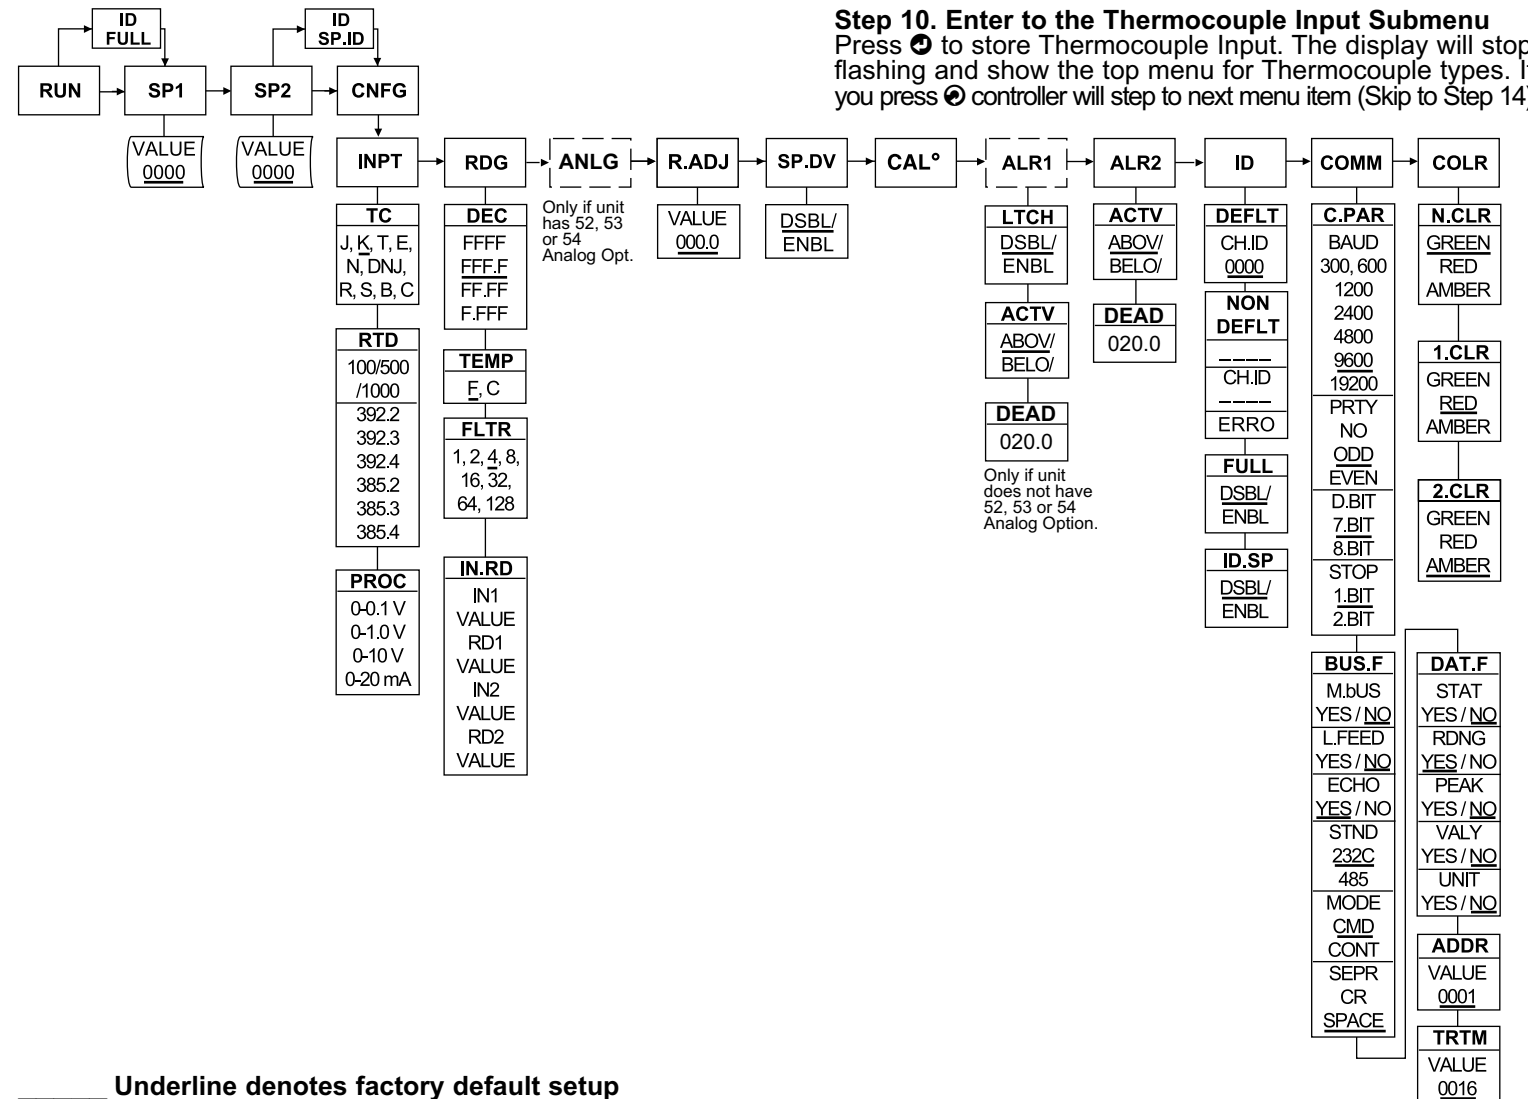 Step 10. Enter to the Thermocouple Input Submenu
Press to store Thermocouple Input. The display will stop
flashing and show the top menu for Thermocouple types. If
you press controller will step to next menu item (Skip to Step 14)
ID
FULL
ID
SP.ID
RUN
SP1
SP2
CNFG
VALUE
0000
VALUE
0000
INPT
RDG
ANLG
R.ADJ
SP.DV
CAL°
ALR1
ALR2
ID
COMM
COLR
TC
J, K, T, E,
N, DNJ,
R, S, B, C
RTD
100/500
/1000
392.2
392.3
392.4
385.2
385.3
385.4
PROC
0-0.1 V
0-1.0 V
0-10 V
0-20 mA
DEC
FFFF
FFF.F
FF.FF
F.FFF
TEMP
F, C
FLTR
1, 2, 4, 8,
16, 32,
64, 128
IN.RD
IN1
VALUE
RD1
VALUE
IN2
VALUE
RD2
VALUE
Only if unit
has 52, 53
or 54
Analog Opt.
VALUE
000.0
DSBL/
ENBL
LTCH
DSBL/
ENBL
ACTV
ABOV/
BELO/
DEAD
020.0
Only if unit
does not have
52, 53 or 54
Analog Option.
ACTV
ABOV/
BELO/
DEAD
020.0
DEFLT
CH.ID
0000
NON
DEFLT
_ _ _ _
CH.ID
_ _ _ _
ERRO
FULL
DSBL/
ENBL
ID.SP
DSBL/
ENBL
C.PAR
BAUD
300, 600
1200
2400
4800
9600
19200
PRTY
NO
ODD
EVEN
D.BIT
7.BIT
8.BIT
STOP
1.BIT
2.BIT
BUS.F
M.bUS
YES / NO
L.FEED
YES / NO
ECHO
YES / NO
STND
232C
485
MODE
CMD
CONT
SEPR
CR
SPACE
N.CLR
GREEN
RED
AMBER
1.CLR
GREEN
RED
AMBER
2.CLR
GREEN
RED
AMBER
DAT.F
STAT
YES / NO
RDNG
YES / NO
PEAK
YES / NO
VALY
YES / NO
UNIT
YES / NO
ADDR
VALUE
0001
TRTM
VALUE
0016
______ Underline denotes factory default setup